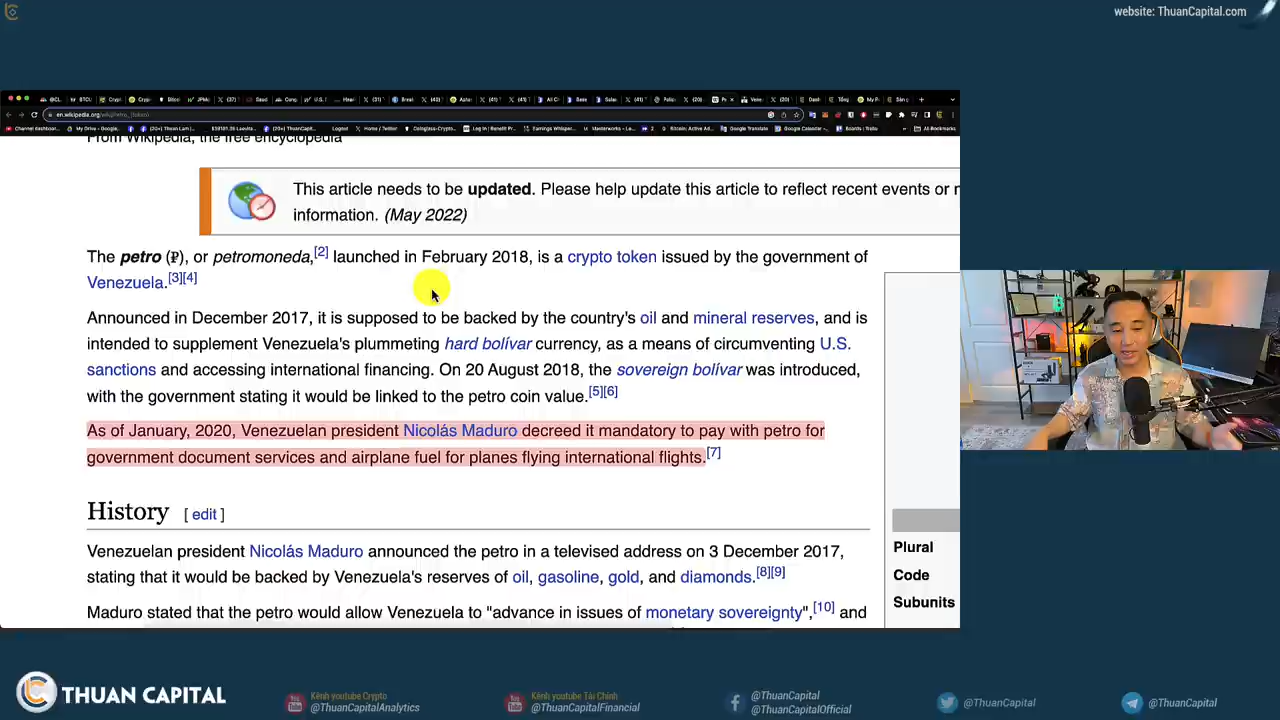 website: ThuanCapital.com
From Wikipedia, the free encyclopedia
This article needs to be updated. Please help update this article to reflect recent events or
information. (May 2022)
The petro (₽), or petromoneda,[2] launched in February 2018, is a crypto token issued by the government of
Venezuela.[3][4]
Announced in December 2017, it is supposed to be backed by the country's oil and mineral reserves, and is
intended to supplement Venezuela's plummeting hard bolívar currency, as a means of circumventing U.S.
sanctions and accessing international financing. On 20 August 2018, the sovereign bolívar was introduced,
with the government stating it would be linked to the petro coin value.[5][6]
As of January, 2020, Venezuelan president Nicolás Maduro decreed it mandatory to pay with petro for
government document services and airplane fuel for planes flying international flights.[7]
History [ edit ]
Venezuelan president Nicolás Maduro announced the petro in a televised address on 3 December 2017,
stating that it would be backed by Venezuela's reserves of oil, gasoline, gold, and diamonds.[8][9]
Maduro stated that the petro would allow Venezuela to "advance in issues of monetary sovereignty",[10] and
Plural
Code
Subunits
THUAN CAPITAL
Kênh youtube Crypto
@ThuanCapitalAnalytics
Kênh youtube Tài Chính
@ThuanCapitalFinancial
@ThuanCapital
@ThuanCapitalOfficial
@ThuanCapital
@ThuanCapital